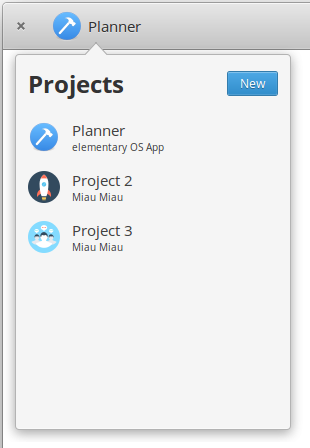 Planner
Projects
New
Planner
elementary OS App
Project 2
Miau Miau
Project 3
Miau Miau